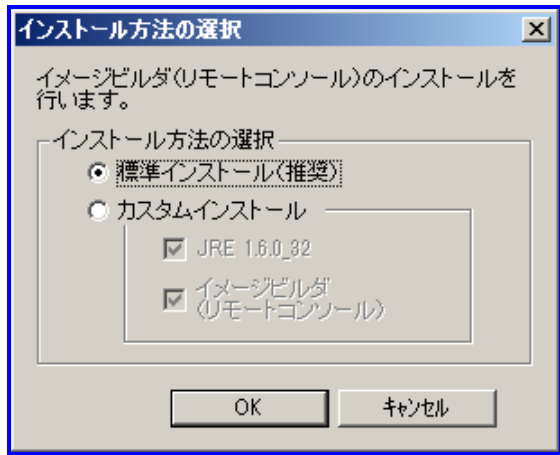 インストール方法の選択
イメージビルダ(リモートコンソール)のインストールを
行います。
インストール方法の選択
標準インストール(推奨)
カスタムインストール
JRE 1.6.0_32
イメージビルダ
(リモートコンソール)
OK
キャンセル